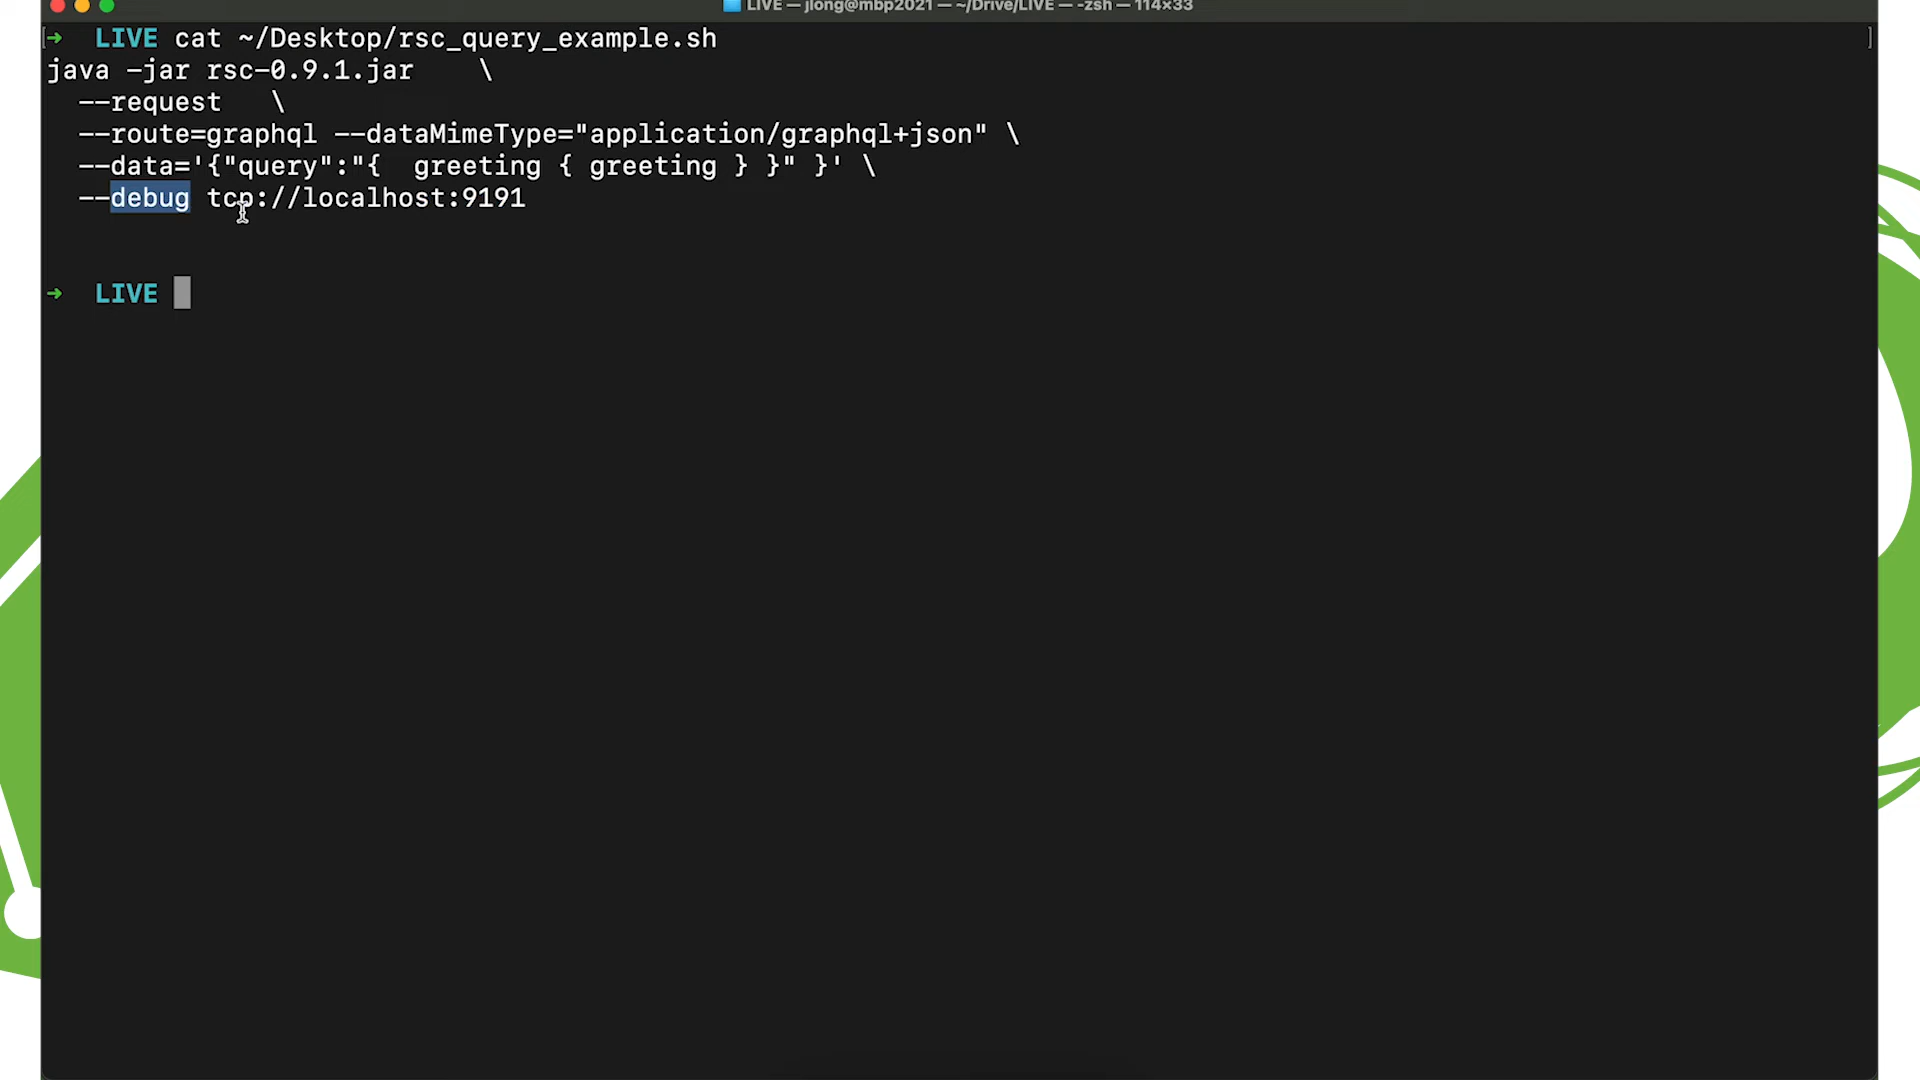 LIVE — jlong@mbp2021 — ~/Drive/LIVE — -zsh — 114×33
➜  LIVE cat ~/Desktop/rsc_query_example.sh
java -jar rsc-0.9.1.jar    \
  --request   \
  --route=graphql --dataMimeType="application/graphql+json" \
  --data='{"query":"{  greeting { greeting } }" }' \
  --debug tcp://localhost:9191
➜  LIVE